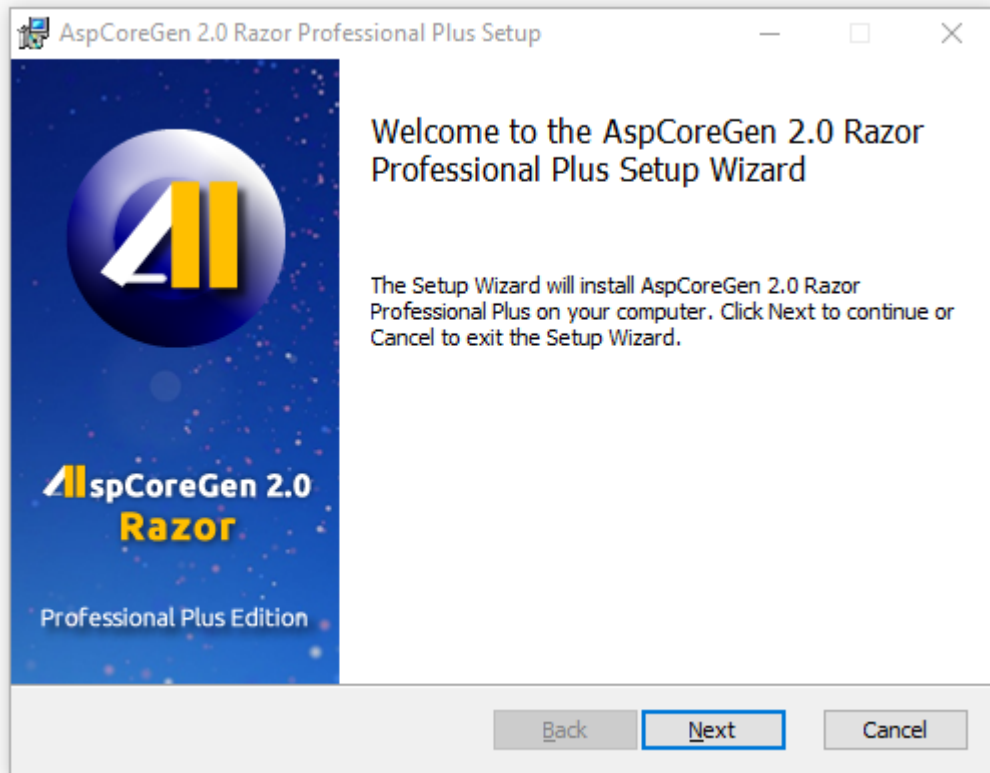 AspCoreGen 2.0 Razor Professional Plus Setup
Welcome to the AspCoreGen 2.0 Razor
Professional Plus Setup Wizard
The Setup Wizard will install AspCoreGen 2.0 Razor
Professional Plus on your computer. Click Next to continue or
Cancel to exit the Setup Wizard.
AspCoreGen 2.0
Razor
Professional Plus Edition
Back
Next
Cancel